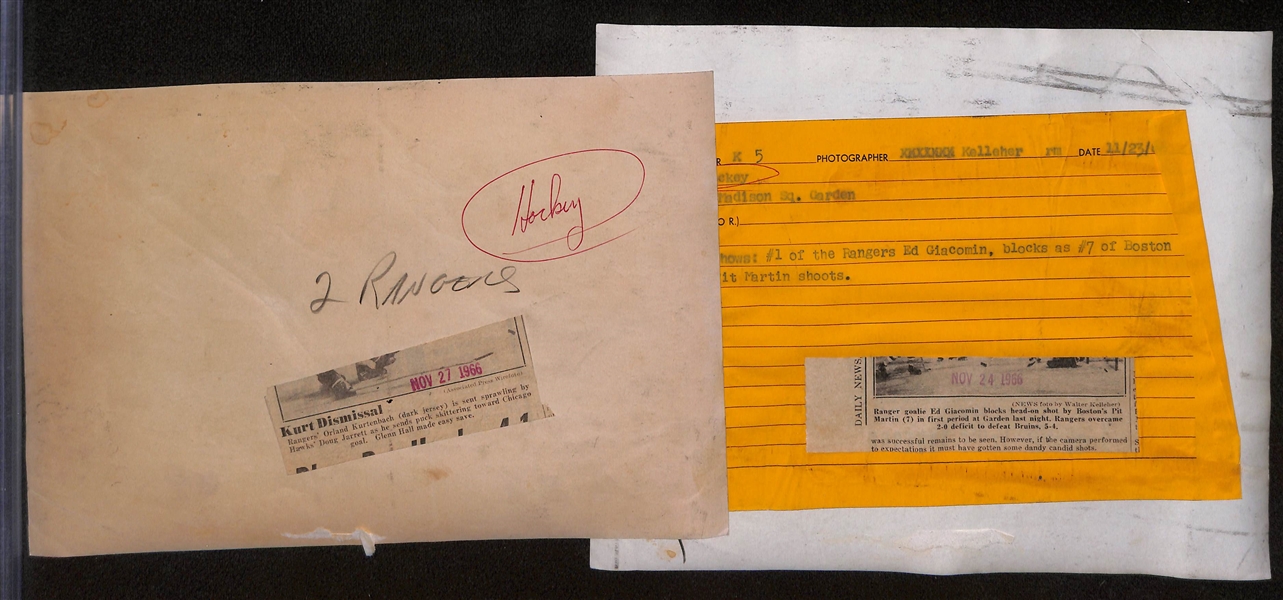 Hockey
2 RANGERS
NOV 27 1966
(Associated Press Wirefoto)
Kurt Dismissal
Rangers' Orland Kurtenbach (dark jersey) is sent sprawling by
Hawks' Doug Jarrett as he sends puck skittering toward Chicago
goal. Glenn Hall made easy save.
R K 5 PHOTOGRAPHER Kelleher rm DATE 11/23/
ckey
Madison Sq. Garden
O R.)
hows: #1 of the Rangers Ed Giacomin, blocks as #7 of Boston
it Martin shoots.
DAILY NEWS
NOV 24 1966
(NEWS foto by Walter Kelleher)
Ranger goalie Ed Giacomin blocks head-on shot by Boston's Pit
Martin (7) in first period at Garden last night. Rangers overcame
2-0 deficit to defeat Bruins, 5-4.
was successful remains to be seen. However, if the camera performed
to expectations it must have gotten some dandy candid shots.